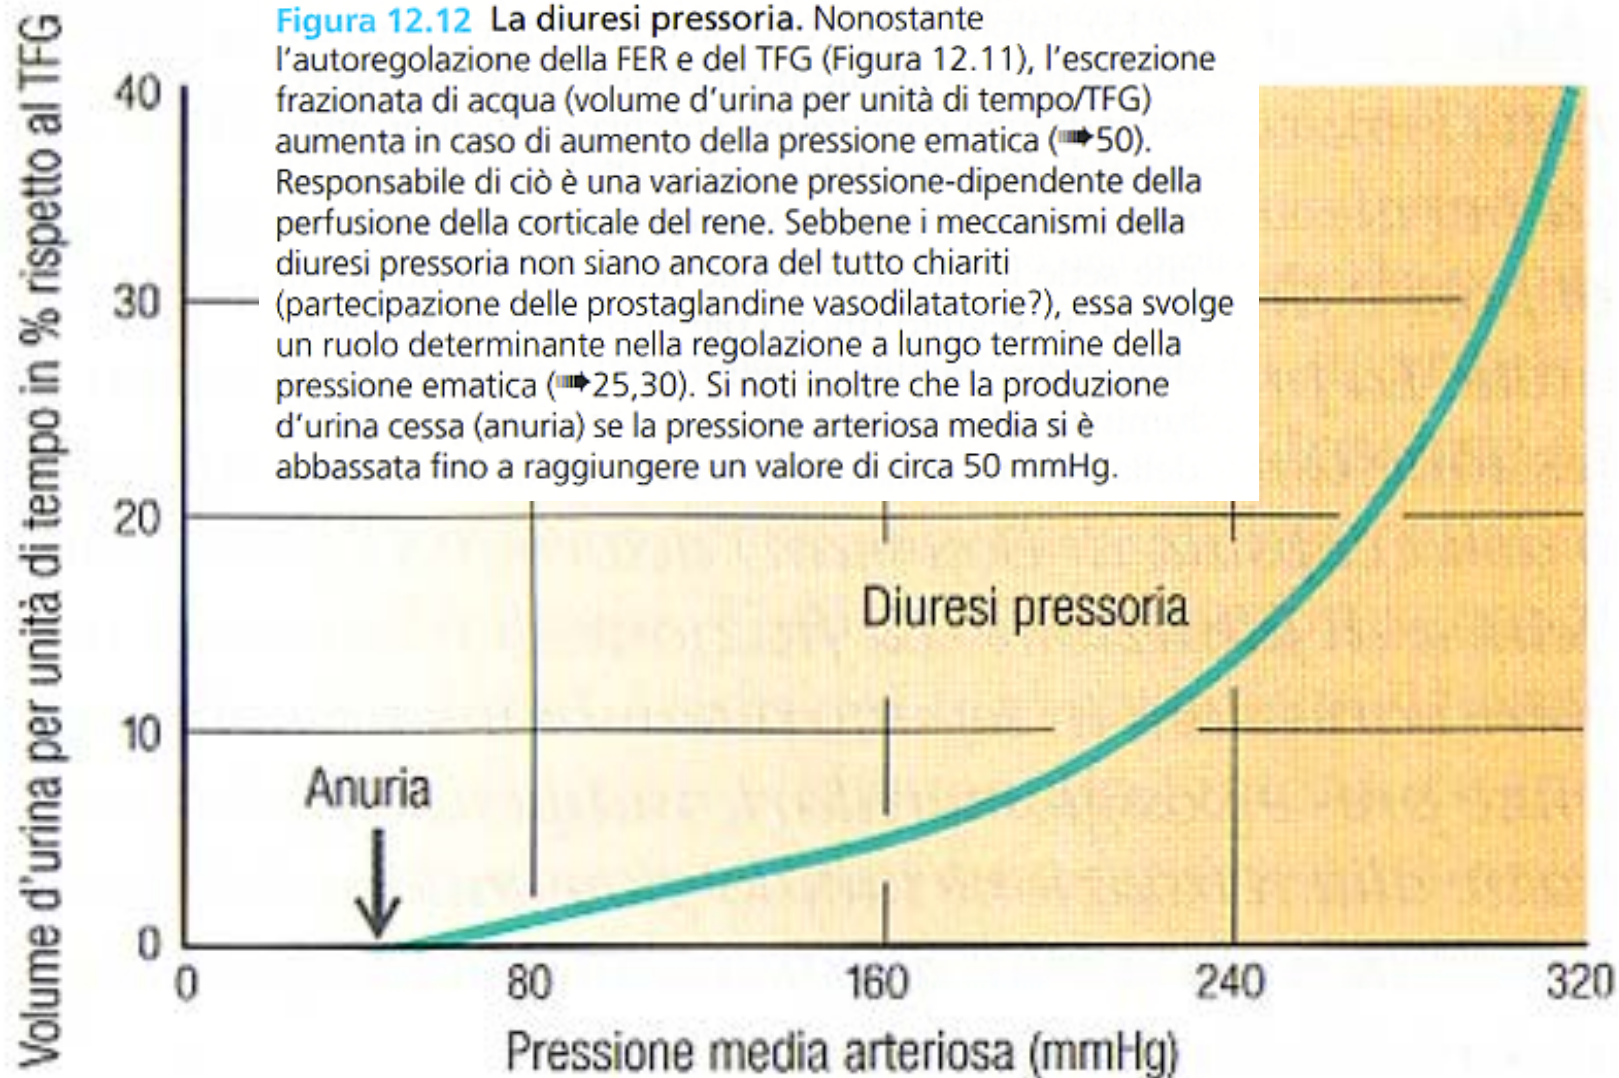 Figura 12.12 La diuresi pressoria. Nonostante
l'autoregolazione della FER e del TFG (Figura 12.11), l'escrezione
frazionata di acqua (volume d'urina per unità di tempo/TFG)
aumenta in caso di aumento della pressione ematica (➠50).
Responsabile di ciò è una variazione pressione-dipendente della
perfusione della corticale del rene. Sebbene i meccanismi della
diuresi pressoria non siano ancora del tutto chiariti
(partecipazione delle prostaglandine vasodilatatorie?), essa svolge
un ruolo determinante nella regolazione a lungo termine della
pressione ematica (➠25,30). Si noti inoltre che la produzione
d'urina cessa (anuria) se la pressione arteriosa media si è
abbassata fino a raggiungere un valore di circa 50 mmHg.
Volume d'urina per unità di tempo in % rispetto al TFG
40
30
20
10
0
Diuresi pressoria
Anuria
0 80 160 240 320
Pressione media arteriosa (mmHg)